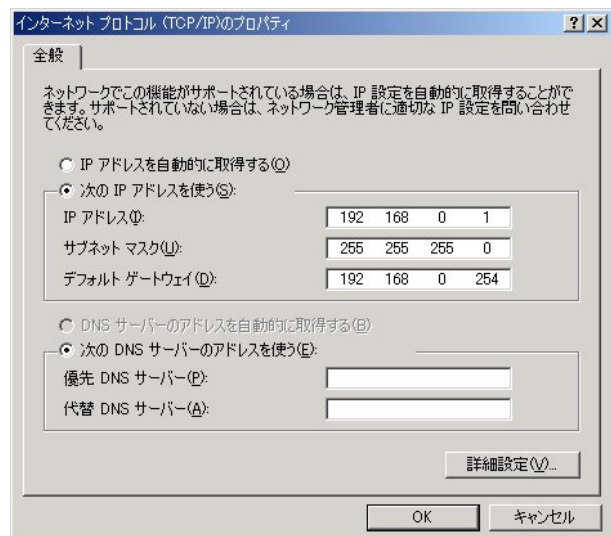 インターネット プロトコル (TCP/IP)のプロパティ
全般
ネットワークでこの機能がサポートされている場合は、IP 設定を自動的に取得することがで
きます。サポートされていない場合は、ネットワーク管理者に適切な IP 設定を問い合わせ
てください。
IP アドレスを自動的に取得する(O)
次の IP アドレスを使う(S):
IP アドレス(I): 192 168 0 1
サブネット マスク(U): 255 255 255 0
デフォルト ゲートウェイ(D): 192 168 0 254
DNS サーバーのアドレスを自動的に取得する(B)
次の DNS サーバーのアドレスを使う(E):
優先 DNS サーバー(P):
代替 DNS サーバー(A):
詳細設定(V)...
OK キャンセル